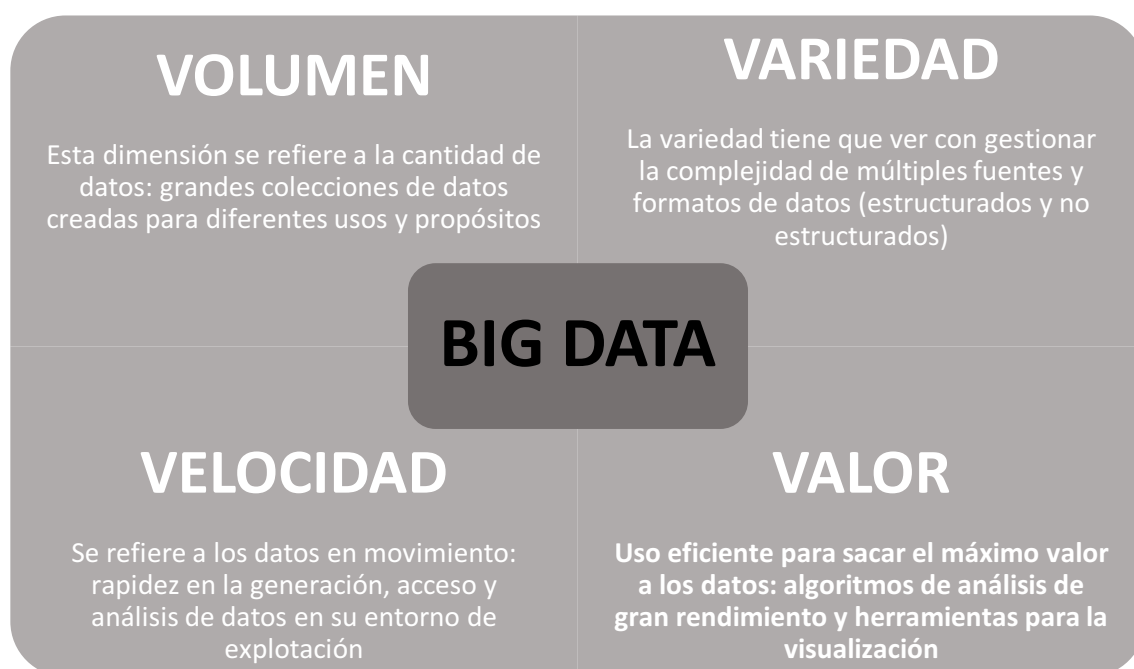 VOLUMEN
Esta dimensión se refiere a la cantidad de
datos: grandes colecciones de datos
creadas para diferentes usos y propósitos
VARIEDAD
La variedad tiene que ver con gestionar
la complejidad de múltiples fuentes y
formatos de datos (estructurados y no
estructurados)
BIG DATA
VELOCIDAD
Se refiere a los datos en movimiento:
rapidez en la generación, acceso y
análisis de datos en su entorno de
explotación
VALOR
Uso eficiente para sacar el máximo valor
a los datos: algoritmos de análisis de
gran rendimiento y herramientas para la
visualización